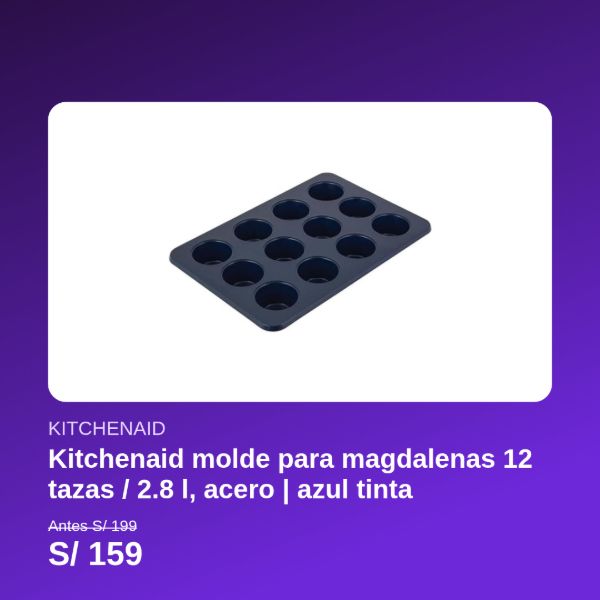 KITCHENAID
Kitchenaid molde para magdalenas 12
tazas / 2.8 l, acero | azul tinta
Antes S/ 199
S/ 159